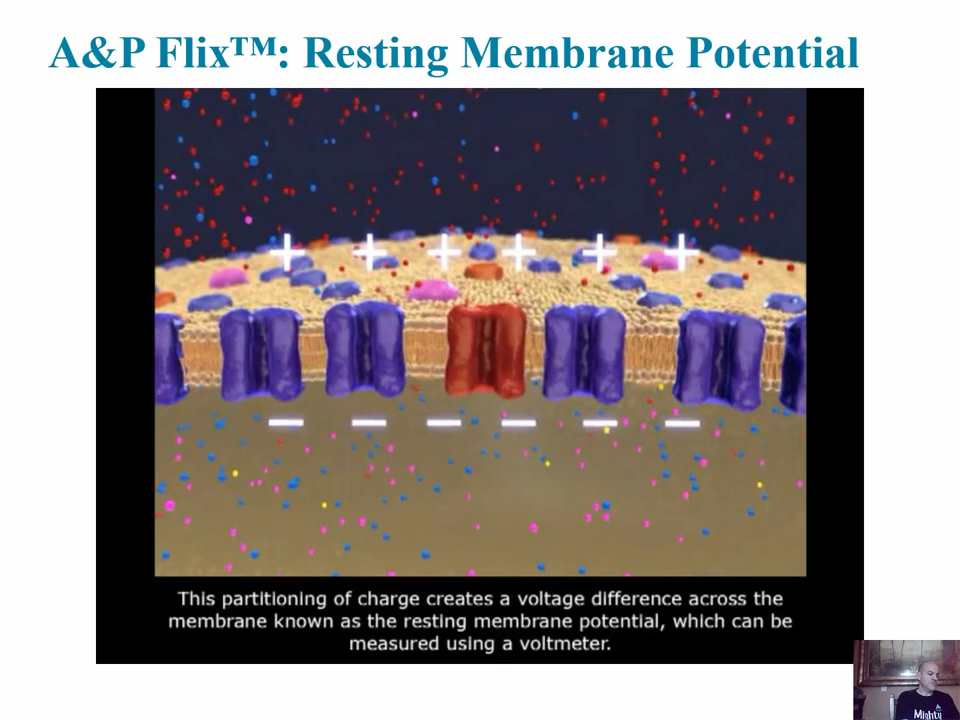 A&P Flix™: Resting Membrane Potential
+ + + + + +
– – – – – –
This partitioning of charge creates a voltage difference across the
membrane known as the resting membrane potential, which can be
measured using a voltmeter.
Mighty